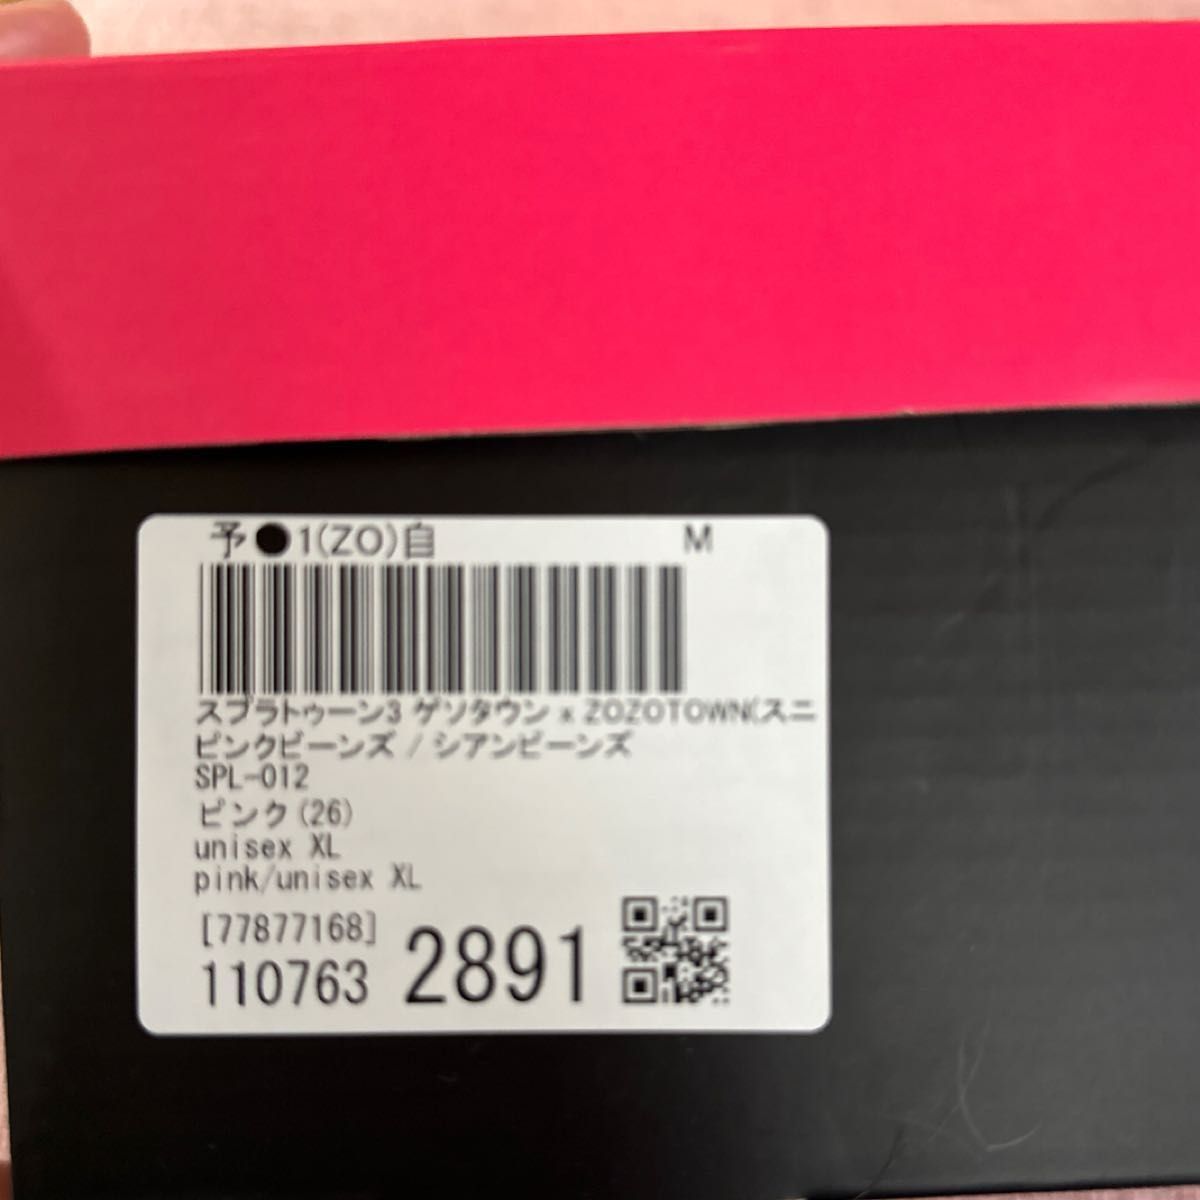 予●1(ZO)自 M
スプラトゥーン3 ゲソタウン x ZOZOTOWN(スニ
ピンクビーンズ / シアンビーンズ
SPL-012
ピンク(26)
unisex XL
pink/unisex XL
[77877168]
110763 2891